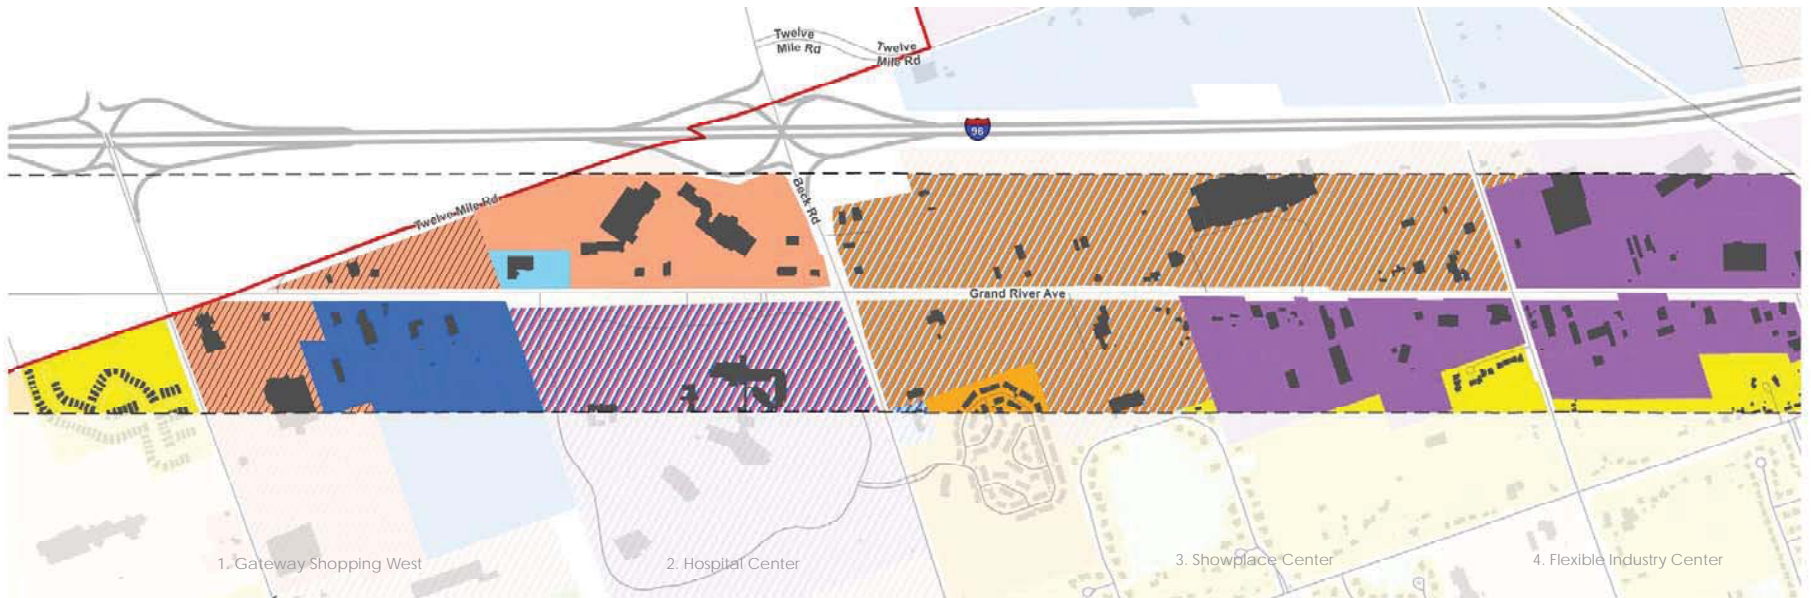 Twelve
Mile Rd
Twelve
Mile Rd
96
Twelve Mile Rd
Beck Rd
Grand River Ave
1. Gateway Shopping West
2. Hospital Center
3. Showplace Center
4. Flexible Industry Center